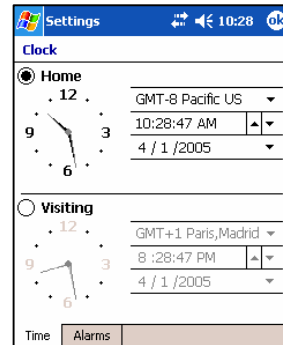 Settings 10:28 ok
Clock
Home
12
9 3
6
GMT-8 Pacific US
10:28:47 AM
4 / 1 /2005
Visiting
12
9 3
6
GMT+1 Paris,Madrid
8 :28:47 PM
4 / 1 /2005
Time Alarms